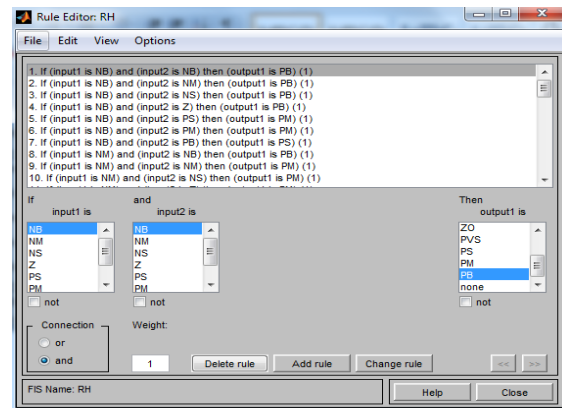 Rule Editor: RH
File Edit View Options
1. If (input1 is NB) and (input2 is NB) then (output1 is PB) (1)
2. If (input1 is NB) and (input2 is NM) then (output1 is PB) (1)
3. If (input1 is NB) and (input2 is NS) then (output1 is PB) (1)
4. If (input1 is NB) and (input2 is Z) then (output1 is PB) (1)
5. If (input1 is NB) and (input2 is PS) then (output1 is PM) (1)
6. If (input1 is NB) and (input2 is PM) then (output1 is PM) (1)
7. If (input1 is NB) and (input2 is PB) then (output1 is PS) (1)
8. If (input1 is NM) and (input2 is NB) then (output1 is PB) (1)
9. If (input1 is NM) and (input2 is NM) then (output1 is PM) (1)
10. If (input1 is NM) and (input2 is NS) then (output1 is PM) (1)
If and Then
input1 is input2 is output1 is
NB NB ZO
NM NM PVS
NS NS PS
Z Z PM
PS PS PB
PM PM none
not not not
Connection Weight:
or
and 1 Delete rule Add rule Change rule << >>
FIS Name: RH Help Close